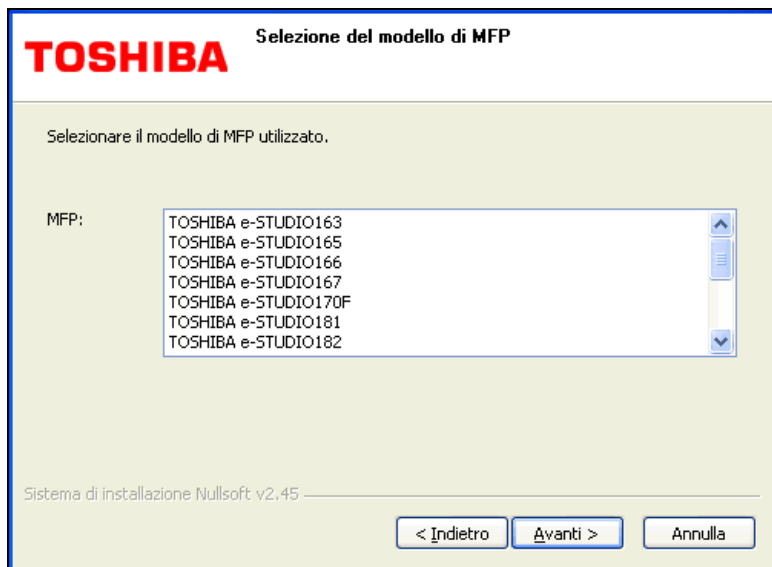 Selezione del modello di MFP
TOSHIBA
Selezionare il modello di MFP utilizzato.
MFP:
TOSHIBA e-STUDIO163
TOSHIBA e-STUDIO165
TOSHIBA e-STUDIO166
TOSHIBA e-STUDIO167
TOSHIBA e-STUDIO170F
TOSHIBA e-STUDIO181
TOSHIBA e-STUDIO182
Sistema di installazione Nullsoft v2.45
< Indietro
Avanti >
Annulla